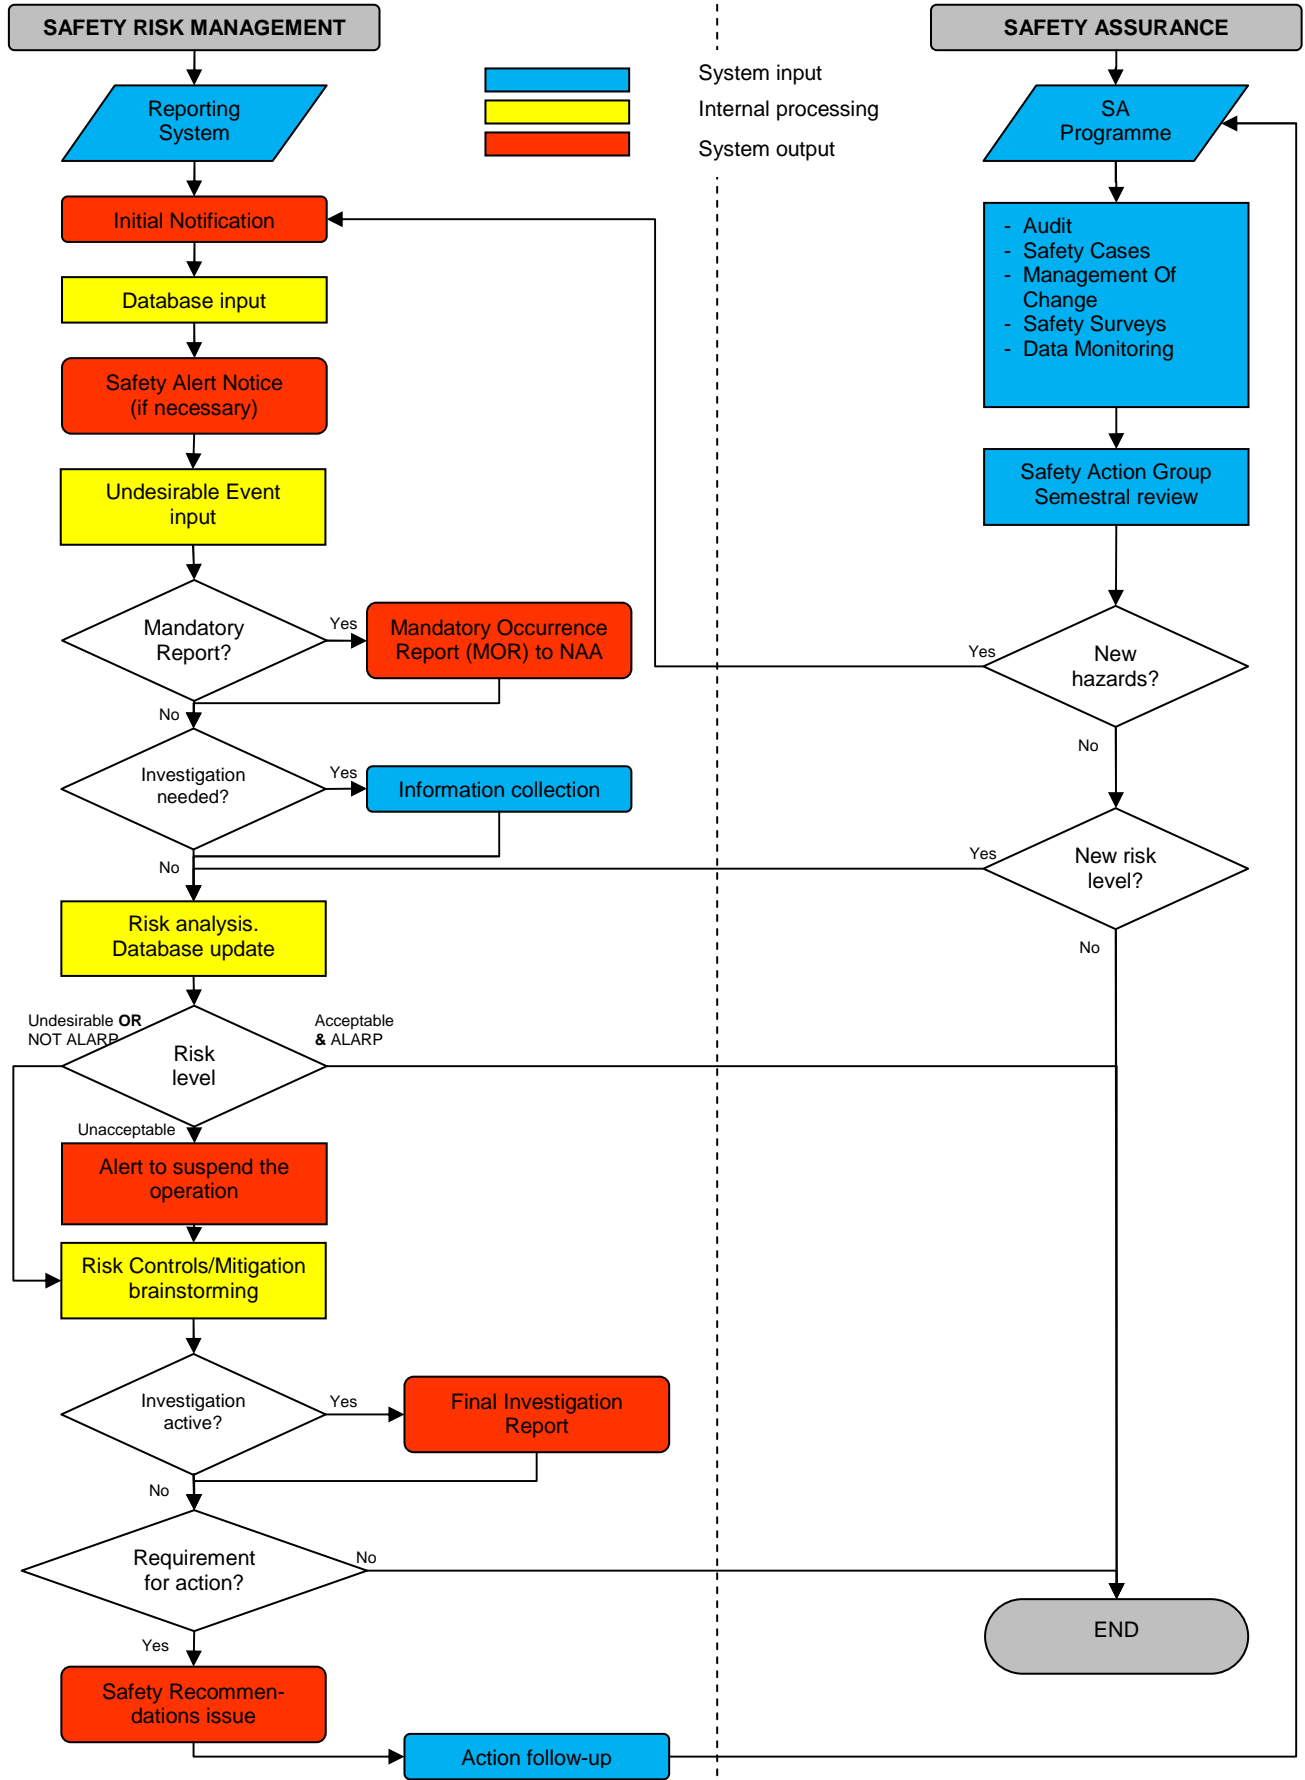 SAFETY RISK MANAGEMENT
SAFETY ASSURANCE
System input
Internal processing
System output
Reporting
System
Initial Notification
Database input
Safety Alert Notice
(if necessary)
Undesirable Event
input
Mandatory
Report?
Yes
Mandatory Occurrence
Report (MOR) to NAA
No
Investigation
needed?
Yes
Information collection
No
Risk analysis.
Database update
Undesirable OR
NOT ALARP
Risk
level
Acceptable
& ALARP
Unacceptable
Alert to suspend the
operation
Risk Controls/Mitigation
brainstorming
Investigation
active?
Yes
Final Investigation
Report
No
Requirement
for action?
No
Yes
Safety Recommen-
dations issue
Action follow-up
SA
Programme
- Audit
- Safety Cases
- Management Of
Change
- Safety Surveys
- Data Monitoring
Safety Action Group
Semestral review
New
hazards?
Yes
No
New risk
level?
Yes
No
END